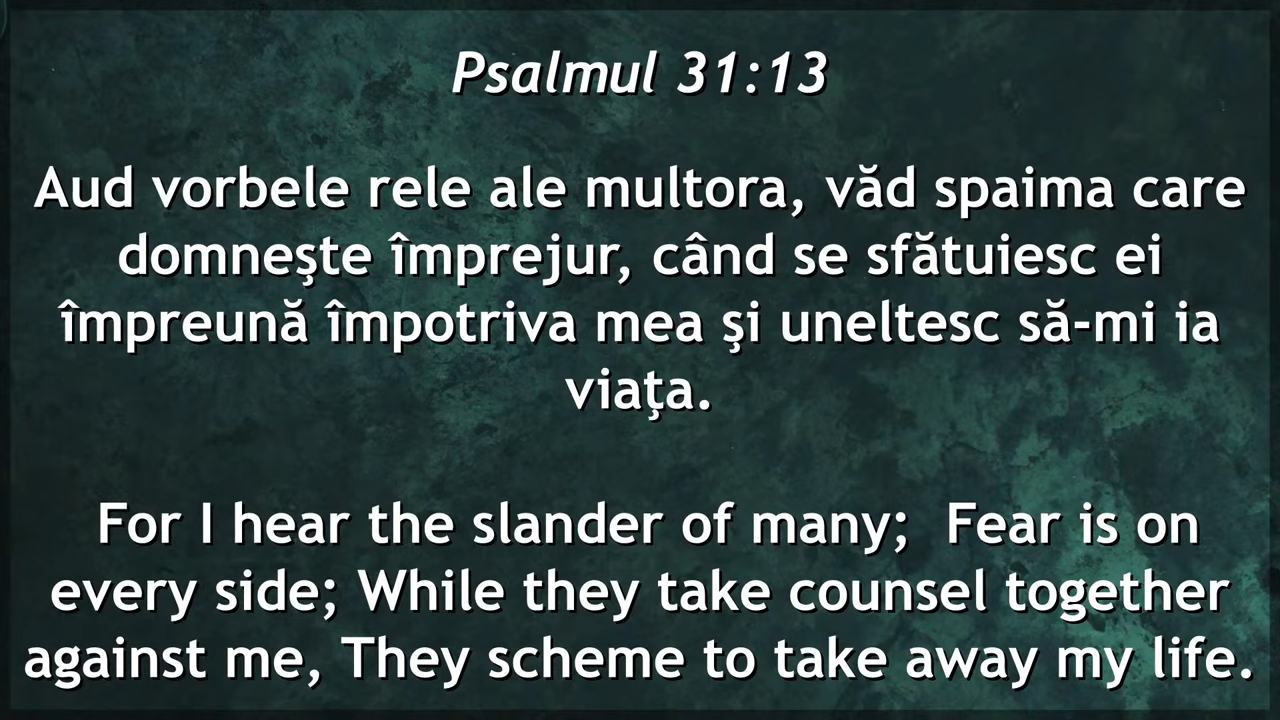 Psalmul 31:13
Aud vorbele rele ale multora, văd spaima care
domneşte împrejur, când se sfătuiesc ei
împreună împotriva mea şi uneltesc să-mi ia
viaţa.
For I hear the slander of many;  Fear is on
every side; While they take counsel together
against me, They scheme to take away my life.